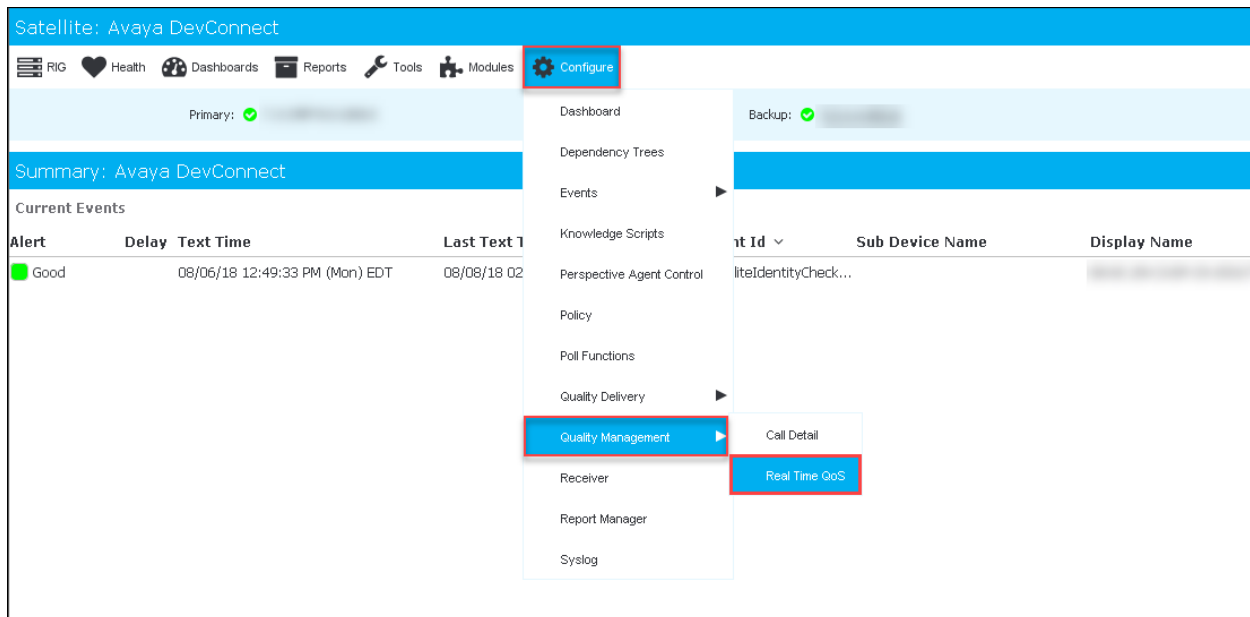 Satellite: Avaya DevConnect
RIG Health Dashboards Reports Tools Modules Configure
Primary: Backup:
Dashboard
Dependency Trees
Events
Knowledge Scripts
Perspective Agent Control
Policy
Poll Functions
Quality Delivery
Quality Management
Receiver
Report Manager
Syslog
Call Detail
Real Time QoS
Summary: Avaya DevConnect
Current Events
Alert Delay Text Time Last Text T nt Id Sub Device Name Display Name
Good 08/06/18 12:49:33 PM (Mon) EDT 08/08/18 02 liteIdentityCheck...